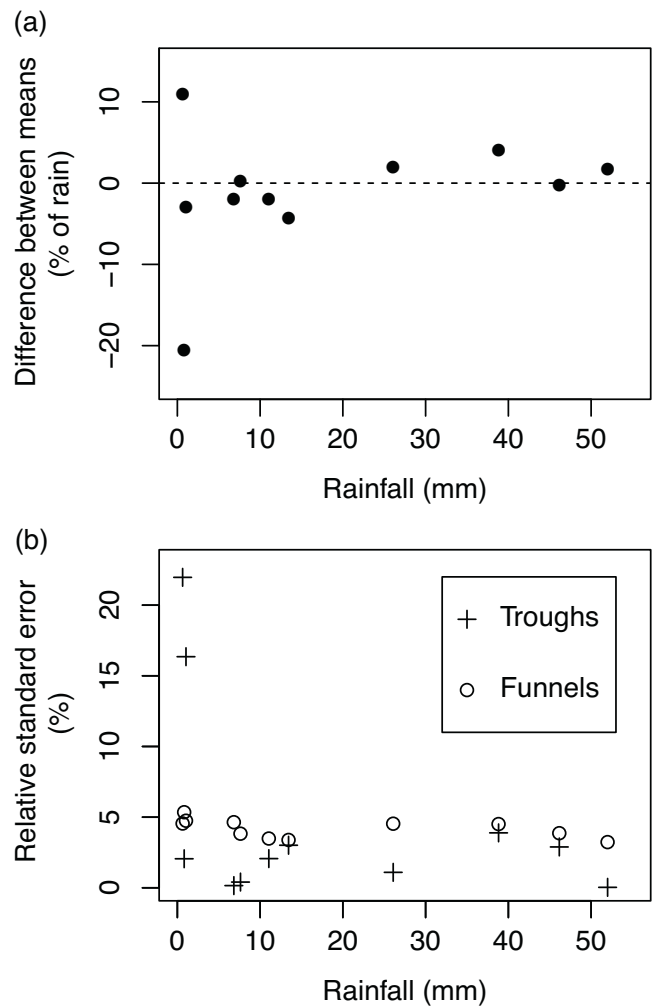 (a)
Difference between means
(% of rain)
10
0
−10
−20
0 10 20 30 40 50
Rainfall (mm)
(b)
Relative standard error
(%)
20
15
10
5
0
Troughs
Funnels
0 10 20 30 40 50
Rainfall (mm)